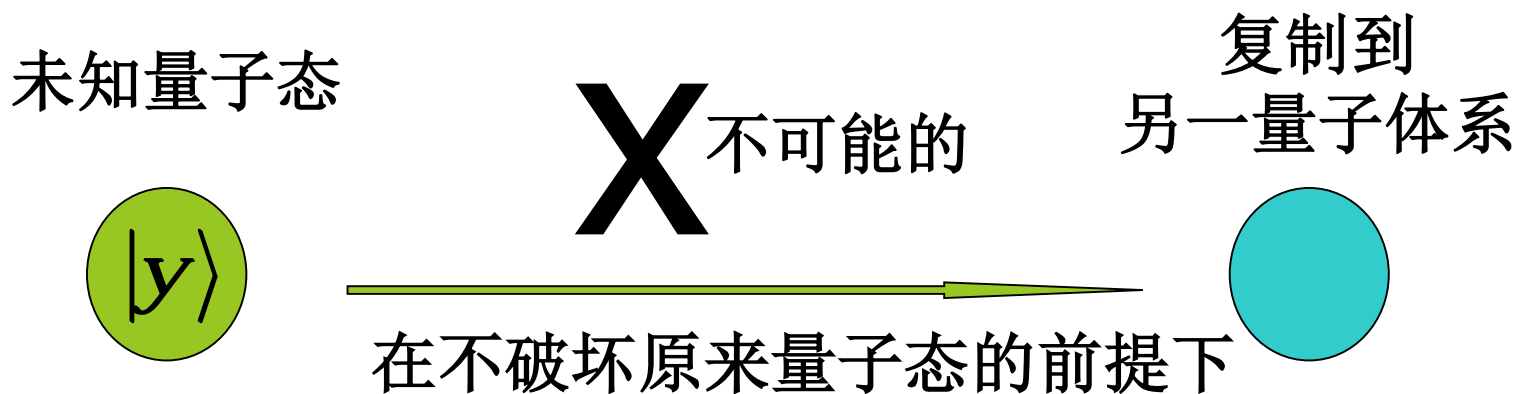 未知量子态
X不可能的
复制到
另一量子体系
|y⟩
在不破坏原来量子态的前提下